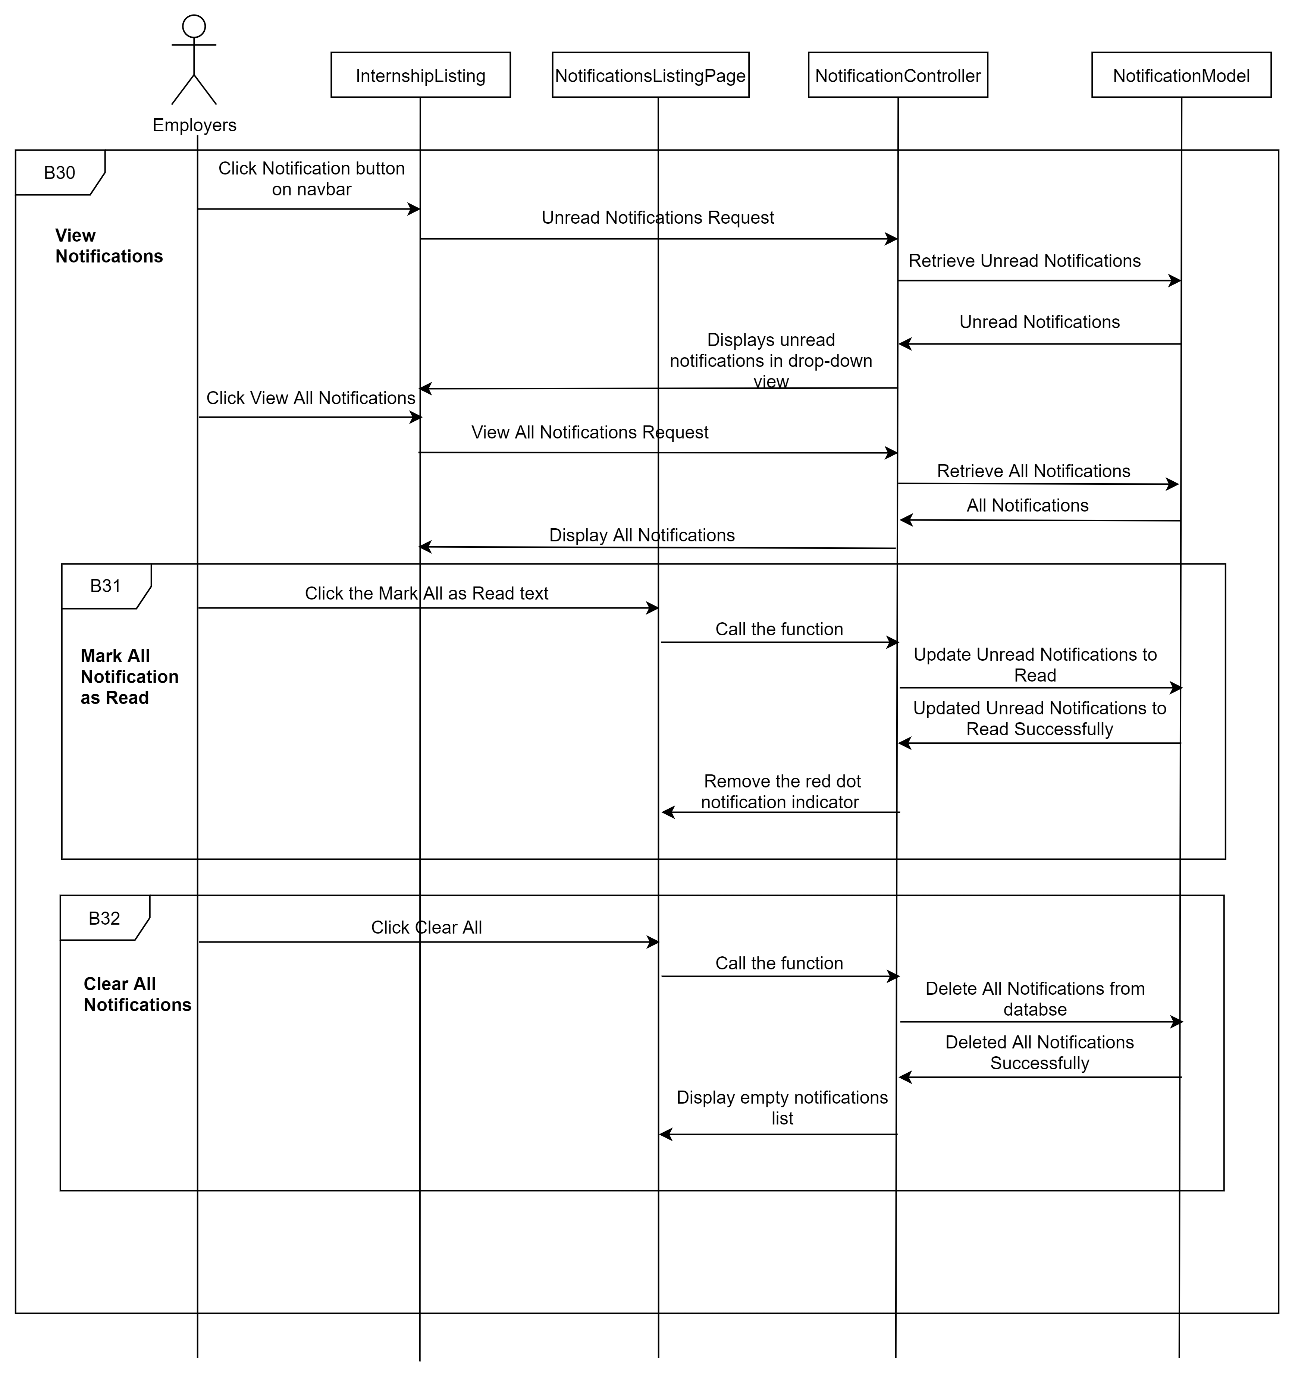 Employers
InternshipListing
NotificationsListingPage
NotificationController
NotificationModel
B30
View
Notifications
Click Notification button
on navbar
Unread Notifications Request
Retrieve Unread Notifications
Unread Notifications
Displays unread
notifications in drop-down
view
Click View All Notifications
View All Notifications Request
Retrieve All Notifications
All Notifications
Display All Notifications
B31
Mark All
Notification
as Read
Click the Mark All as Read text
Call the function
Update Unread Notifications to
Read
Updated Unread Notifications to
Read Successfully
Remove the red dot
notification indicator
B32
Clear All
Notifications
Click Clear All
Call the function
Delete All Notifications from
databse
Deleted All Notifications
Successfully
Display empty notifications
list